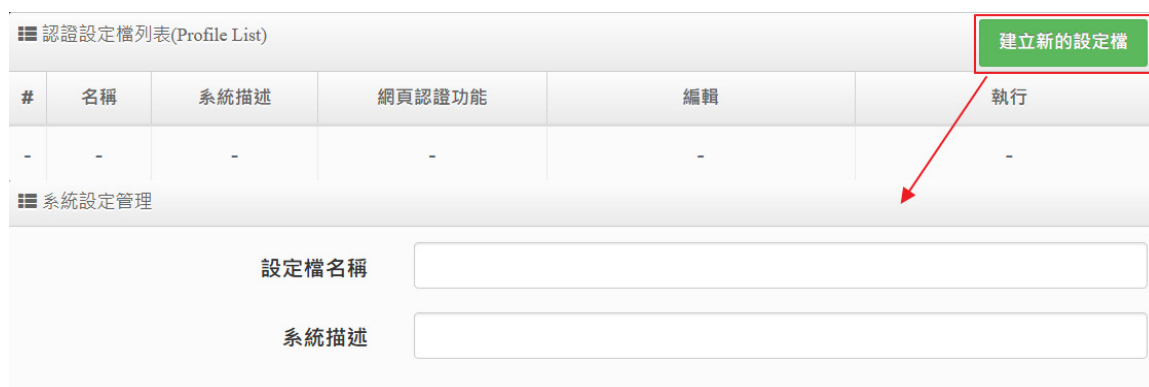 認證設定檔列表(Profile List)
建立新的設定檔
# 名稱 系統描述 網頁認證功能 編輯 執行
- - - - - -
系統設定管理
設定檔名稱
系統描述